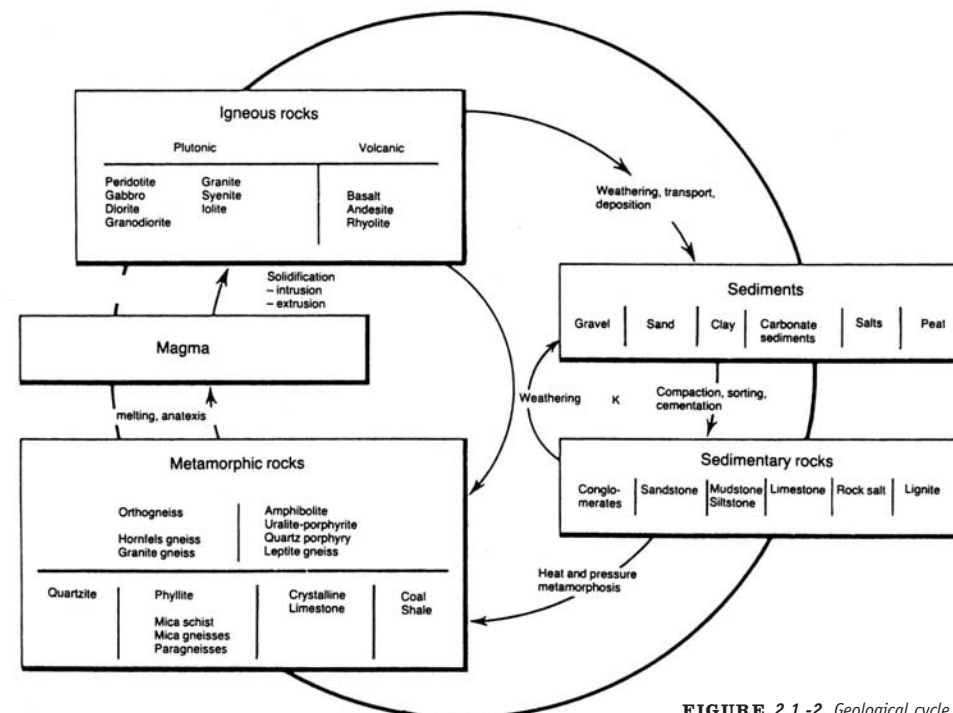 Igneous rocks
Plutonic
Volcanic
Peridotite
Gabbro
Diorite
Granodiorite
Granite
Syenite
Iolite
Basalt
Andesite
Rhyolite
Weathering, transport,
deposition
Solidification
– intrusion
– extrusion
Sediments
Gravel
Sand
Clay
Carbonate
sediments
Salts
Peat
Magma
Weathering
K
Compaction, sorting,
cementation
melting, anatexis
Metamorphic rocks
Orthogneiss
Hornfels gneiss
Granite gneiss
Amphibolite
Uralite-porphyrite
Quartz porphyry
Leptite gneiss
Quartzite
Phyllite
Mica schist
Mica gneisses
Paragneisses
Crystalline
Limestone
Coal
Shale
Sedimentary rocks
Conglo-
merates
Sandstone
Mudstone
Siltstone
Limestone
Rock salt
Lignite
Heat and pressure
metamorphosis
FIGURE 2.1.-2 Geological cycle